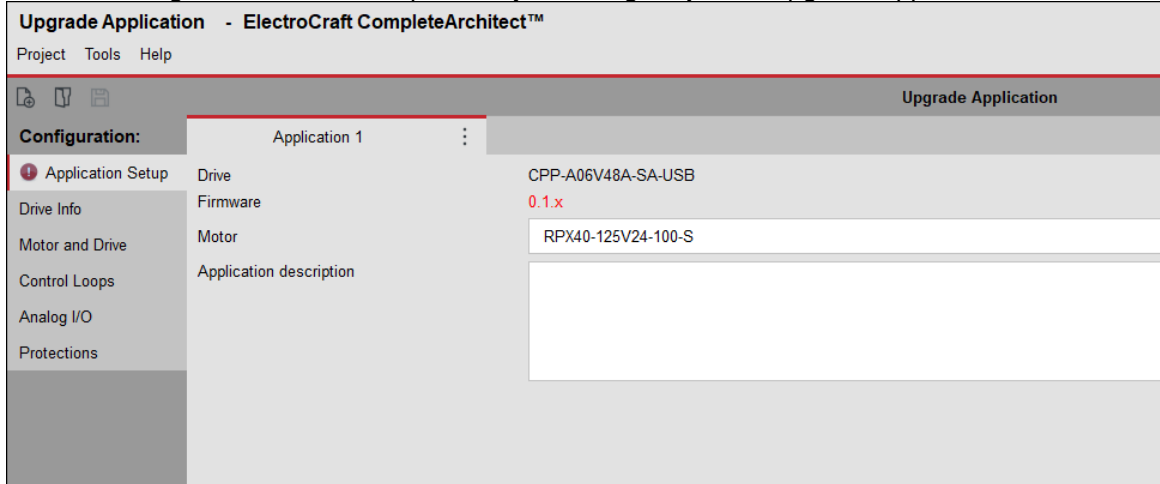 Upgrade Application - ElectroCraft CompleteArchitect™
Project Tools Help
Upgrade Application
Configuration:
Application 1
Application Setup
Drive CPP-A06V48A-SA-USB
Firmware 0.1.x
Drive Info
Motor RPX40-125V24-100-S
Motor and Drive
Application description
Control Loops
Analog I/O
Protections